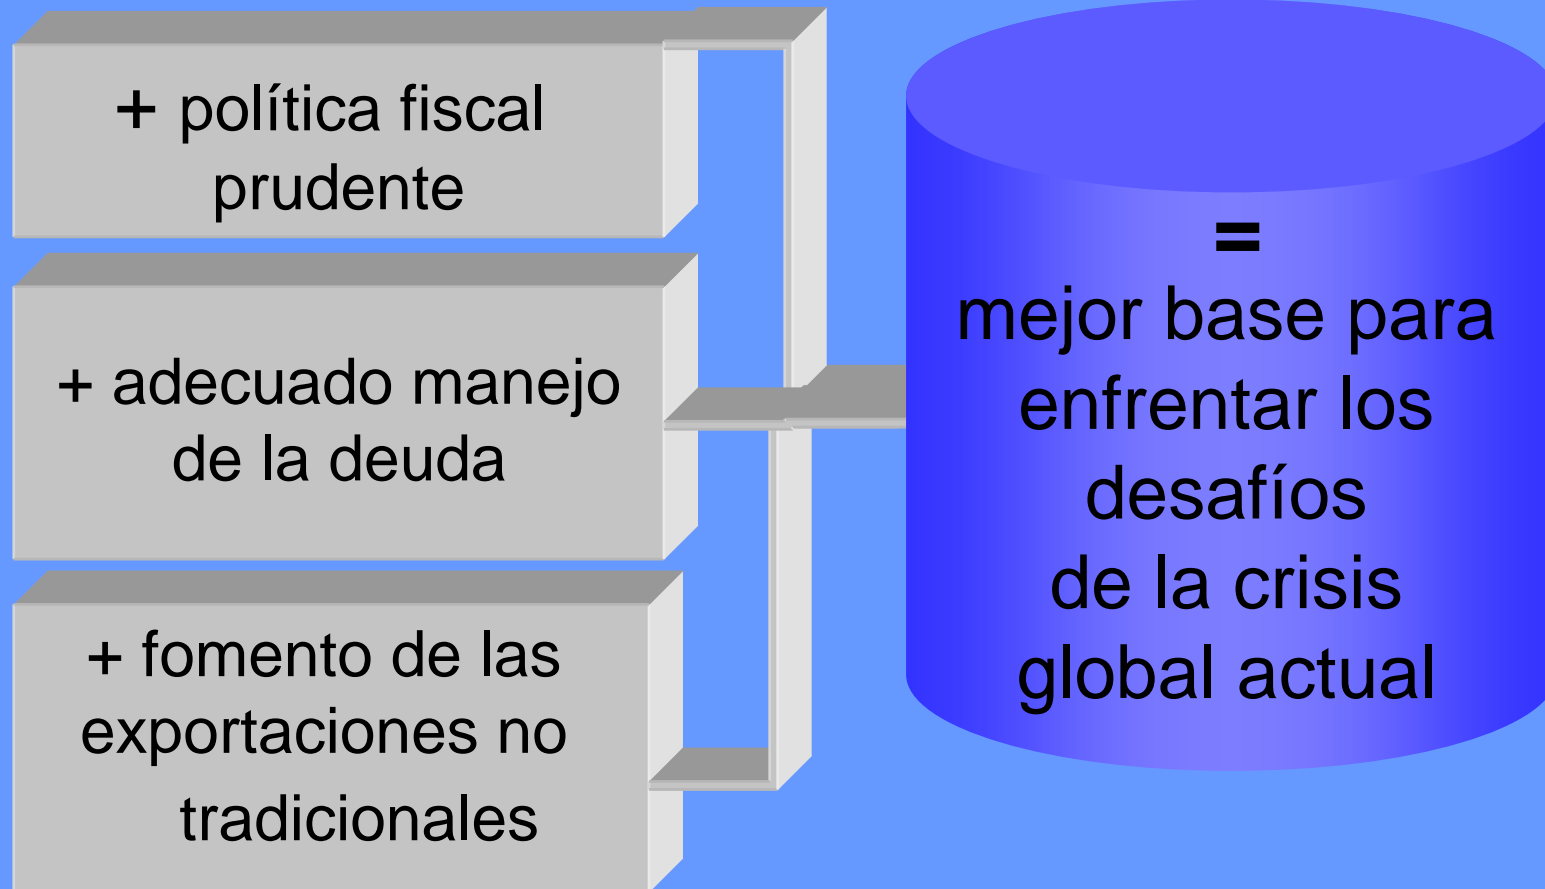 + política fiscal
prudente
+ adecuado manejo
de la deuda
+ fomento de las
exportaciones no
tradicionales
=
mejor base para
enfrentar los
desafíos
de la crisis
global actual